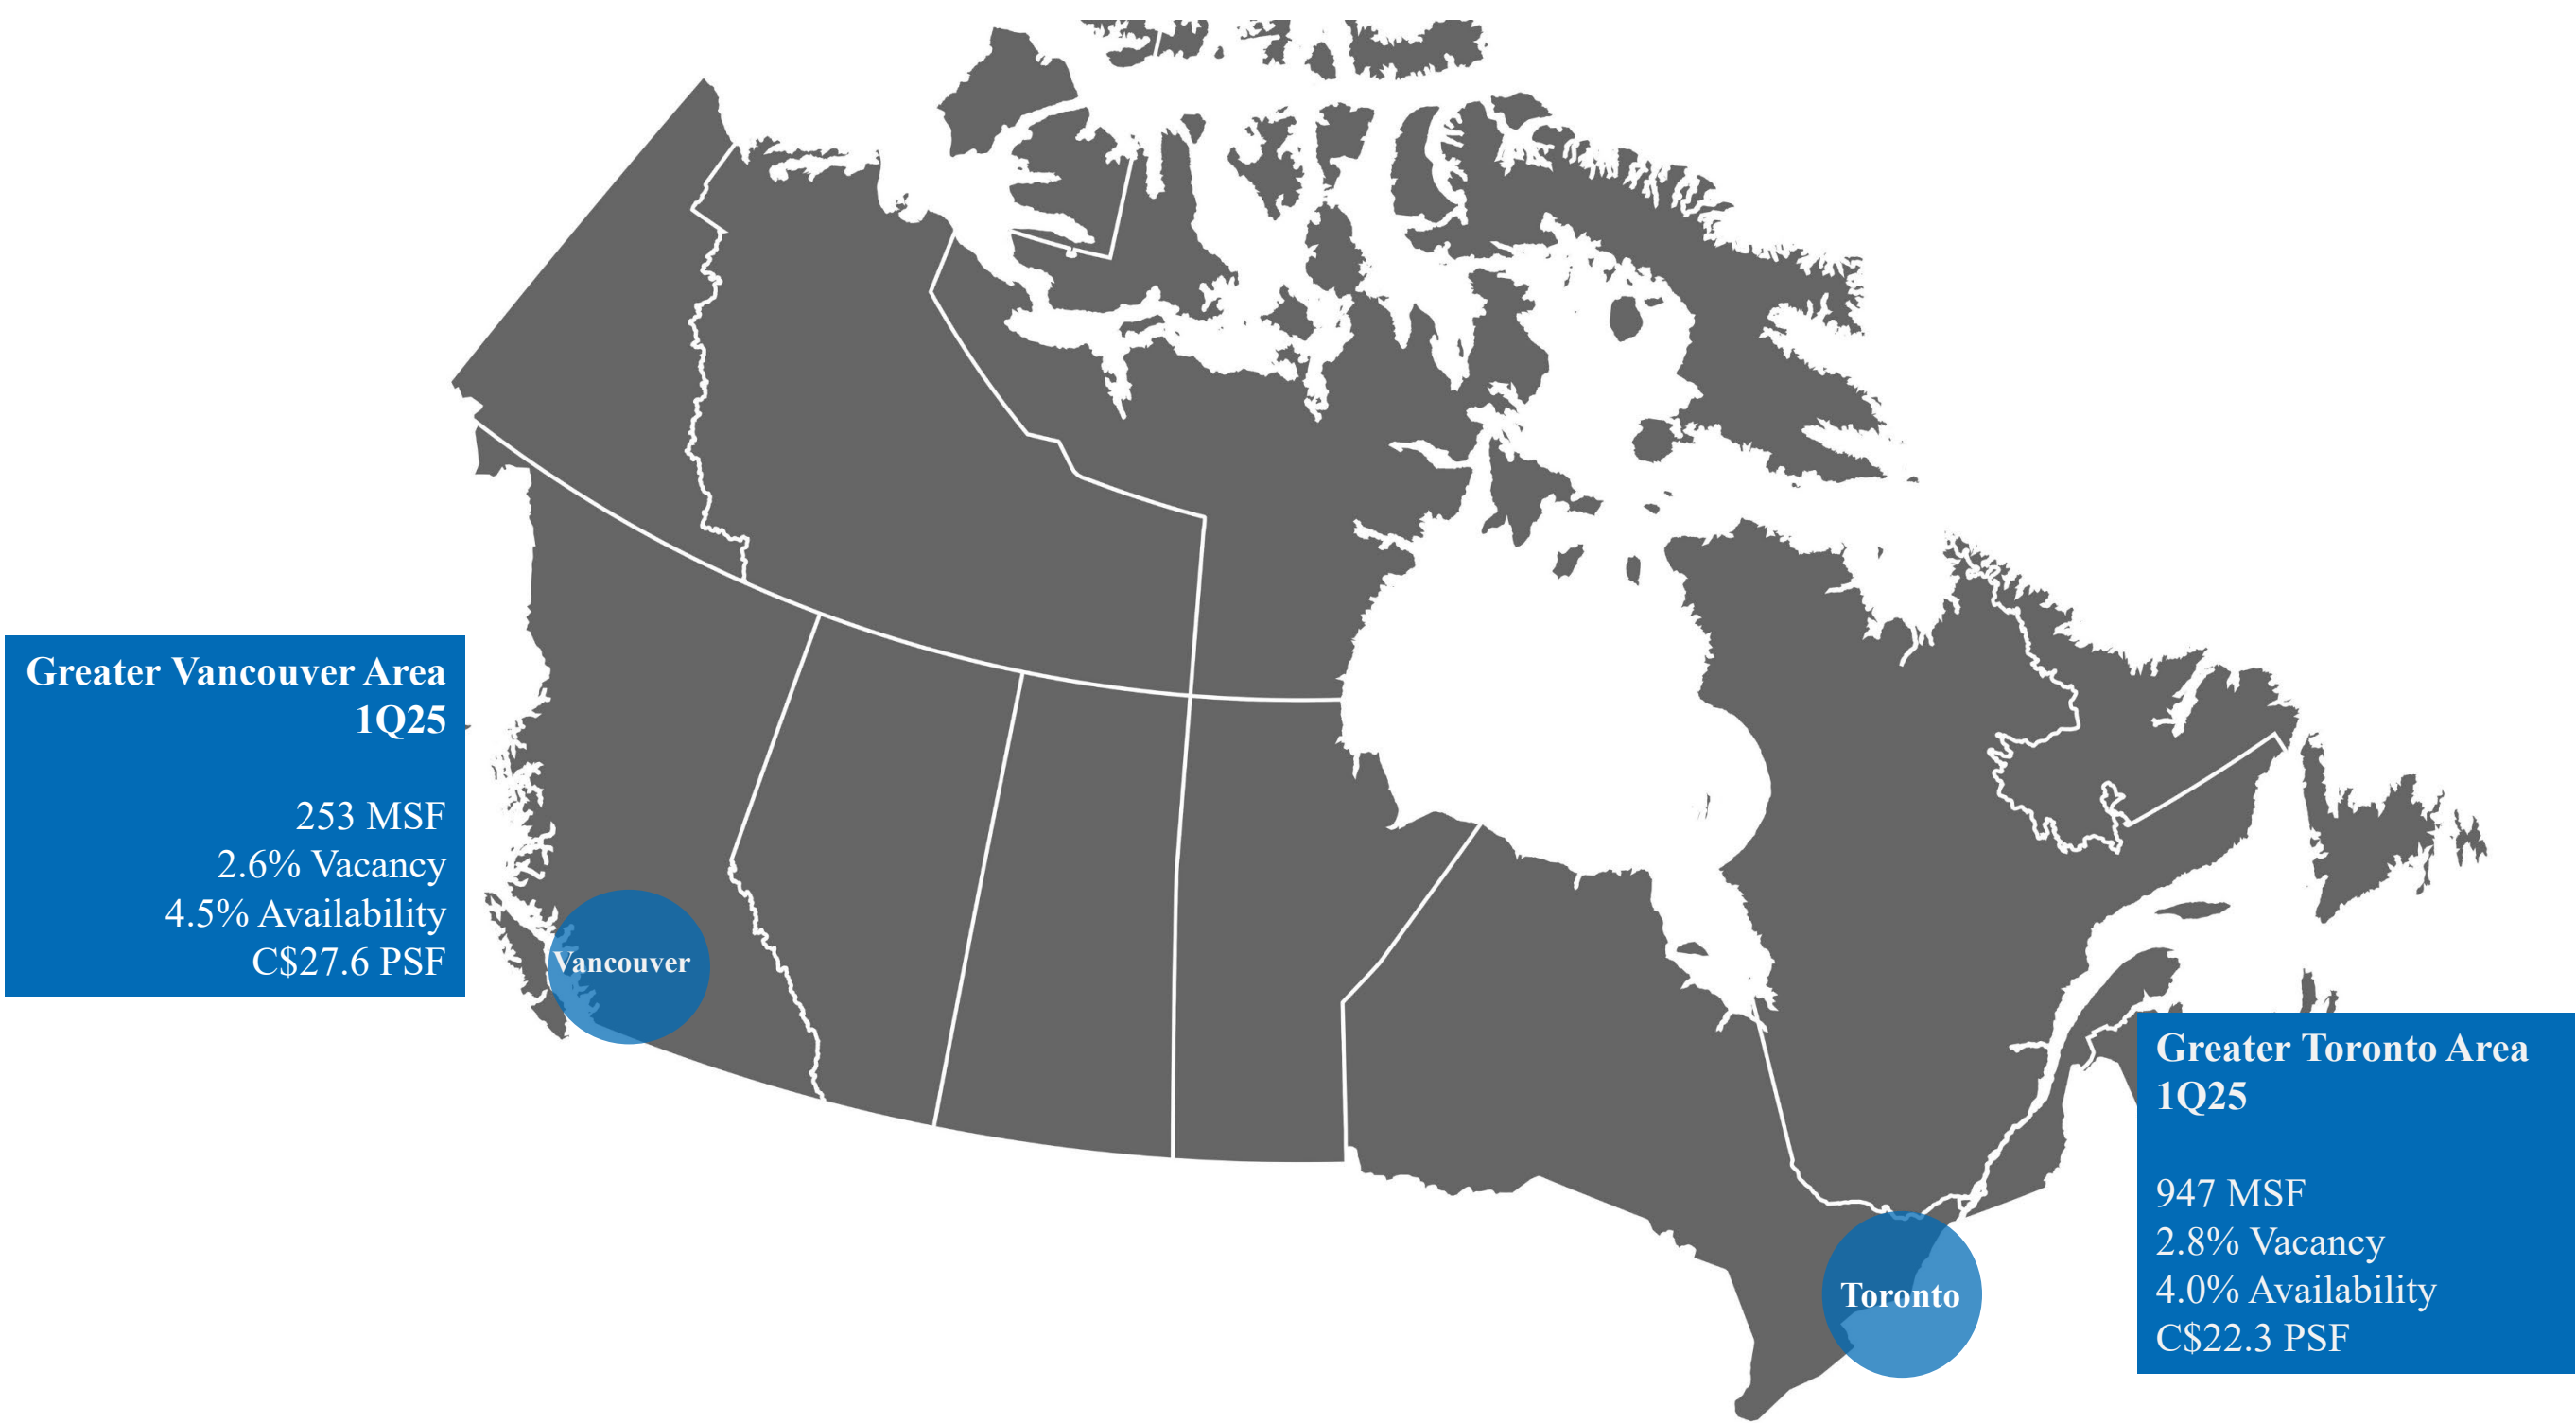 Greater Vancouver Area
1Q25
253 MSF
2.6% Vacancy
4.5% Availability
C$27.6 PSF
Vancouver
Greater Toronto Area
1Q25
947 MSF
2.8% Vacancy
4.0% Availability
C$22.3 PSF
Toronto